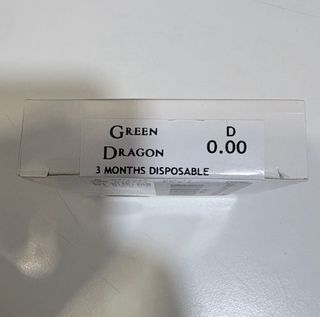 GREEN D
DRAGON 0.00
3 MONTHS DISPOSABLE